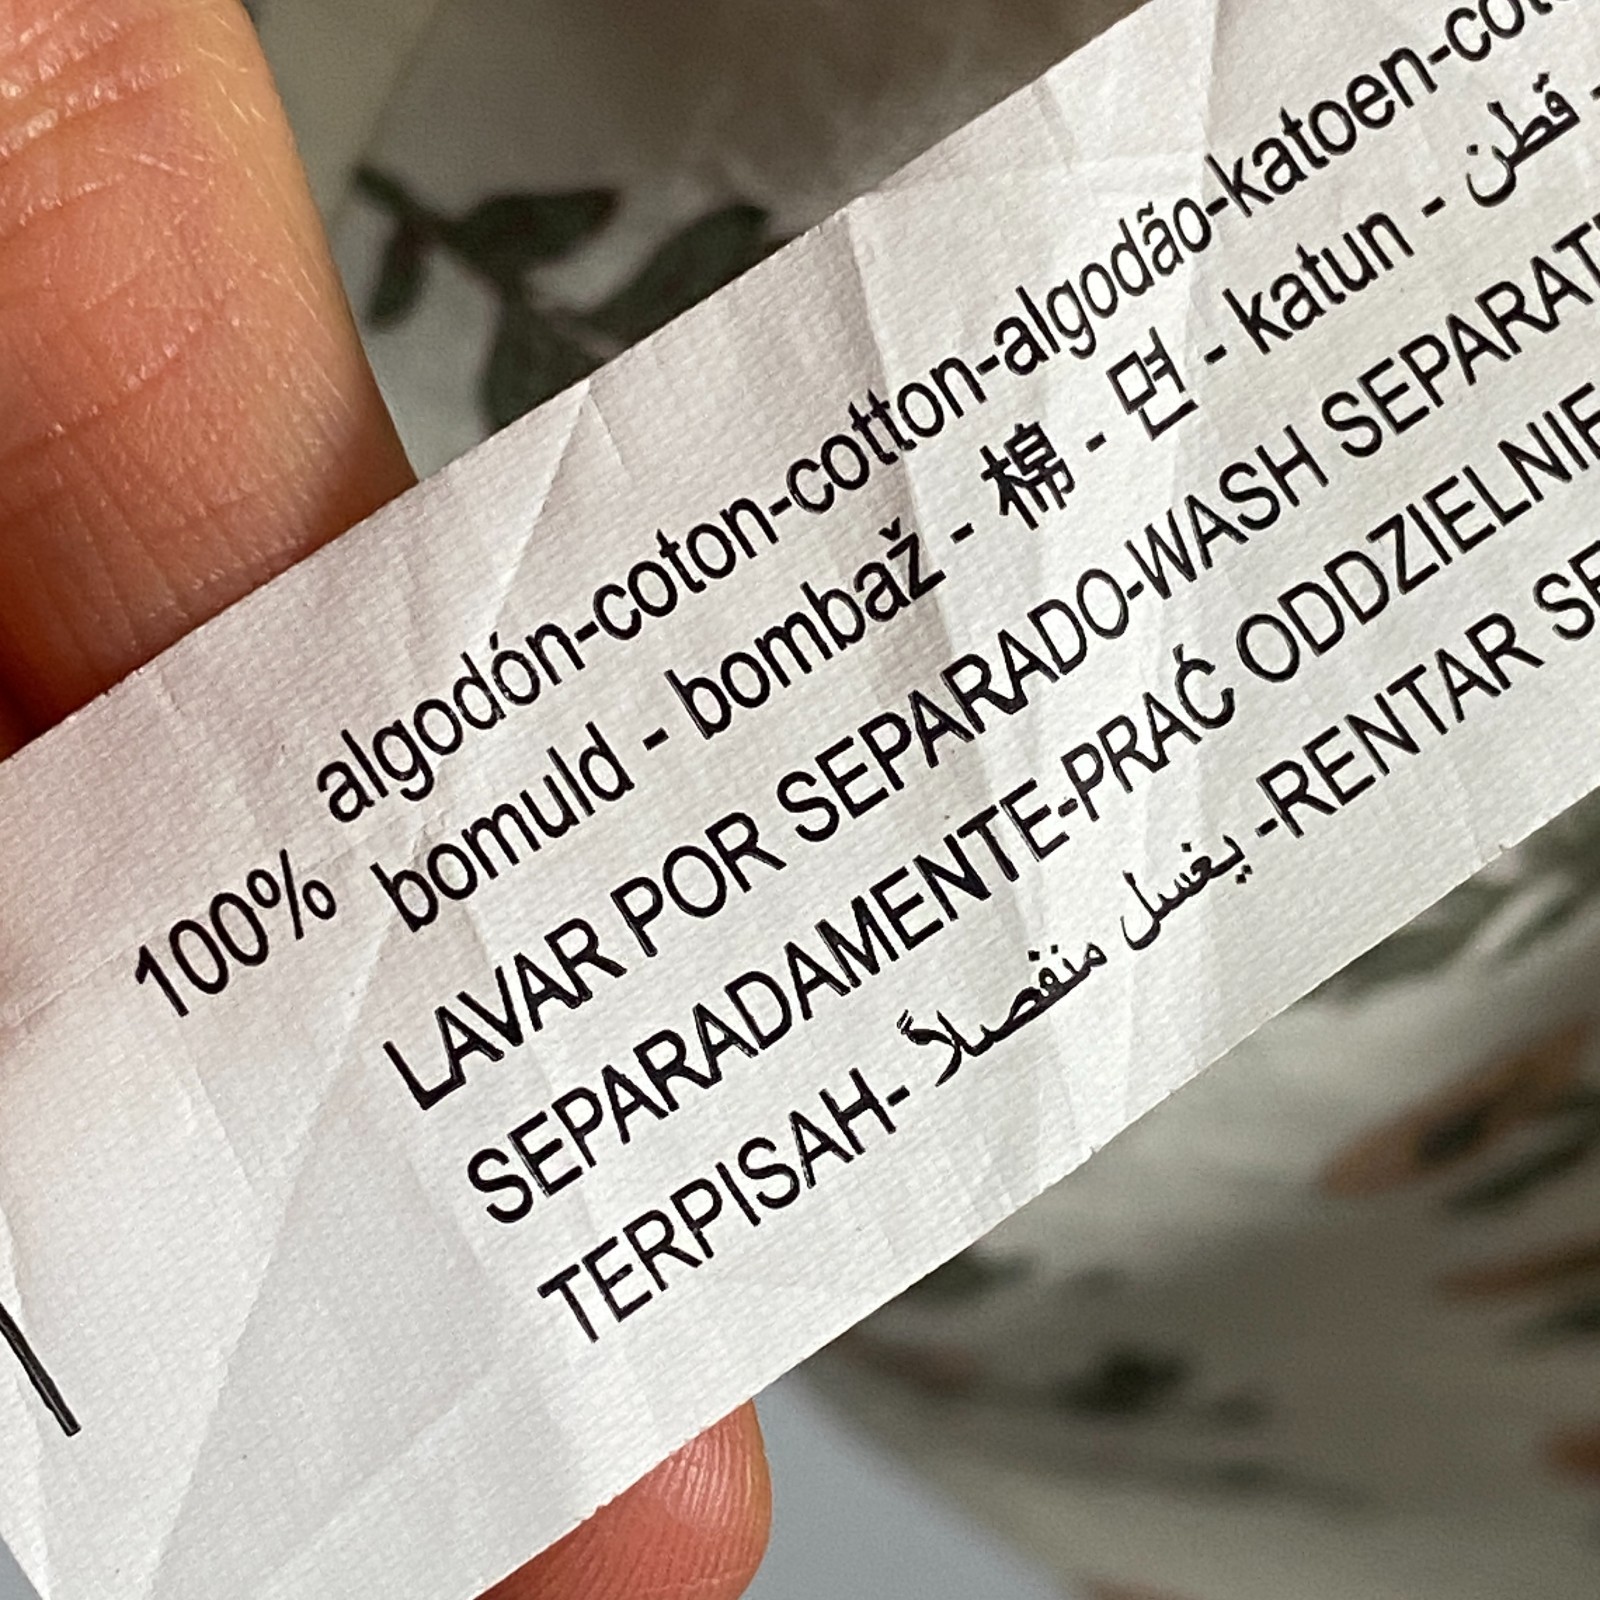 100% algodón-coton-cotton-algodão-katoen-coto
bomuld - bombaž - 棉 - 면 - katun - قطن -
LAVAR POR SEPARADO-WASH SEPARAT
SEPARADAMENTE-PRAĆ ODDZIELNIE
TERPISAH- يغسل منفصلاً -RENTAR SE